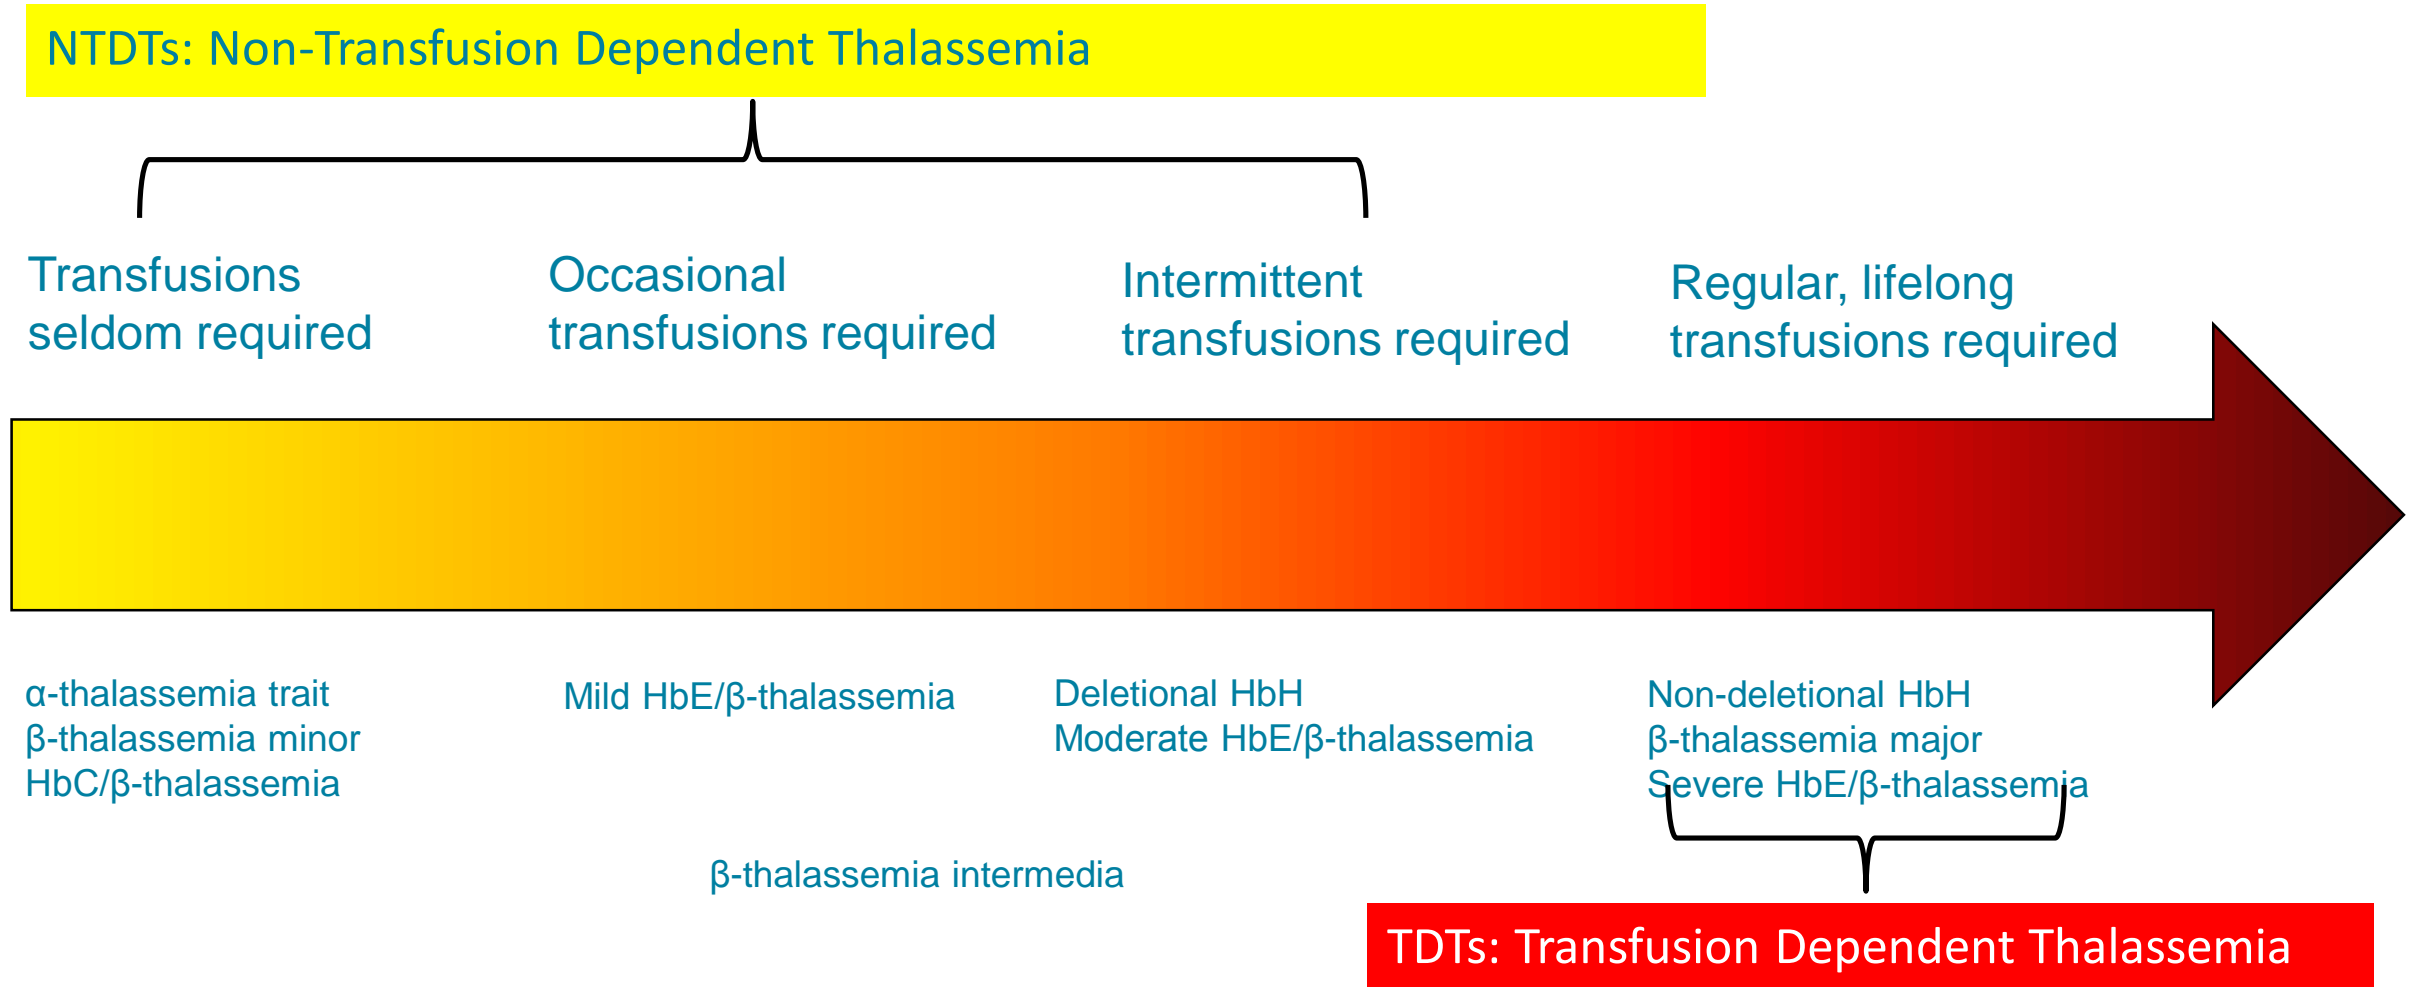 NTDTs: Non-Transfusion Dependent Thalassemia
Transfusions
seldom required
Occasional
transfusions required
Intermittent
transfusions required
Regular, lifelong
transfusions required
α-thalassemia trait
β-thalassemia minor
HbC/β-thalassemia
Mild HbE/β-thalassemia
Deletional HbH
Moderate HbE/β-thalassemia
Non-deletional HbH
β-thalassemia major
Severe HbE/β-thalassemia
β-thalassemia intermedia
TDTs: Transfusion Dependent Thalassemia